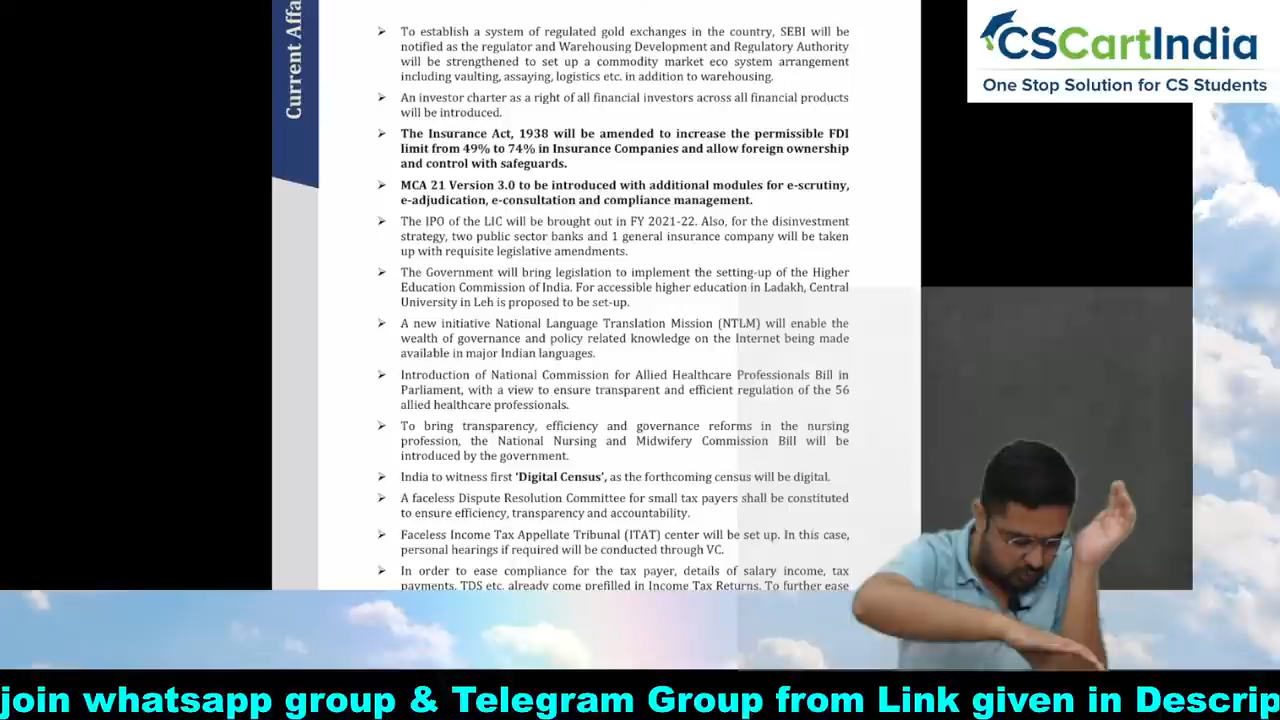 Current Affa
CSCartIndia
One Stop Solution for CS Students
➢ To establish a system of regulated gold exchanges in the country, SEBI will be
notified as the regulator and Warehousing Development and Regulatory Authority
will be strengthened to set up a commodity market eco system arrangement
including vaulting, assaying, logistics etc. in addition to warehousing.
➢ An investor charter as a right of all financial investors across all financial products
will be introduced.
➢ The Insurance Act, 1938 will be amended to increase the permissible FDI
limit from 49% to 74% in Insurance Companies and allow foreign ownership
and control with safeguards.
➢ MCA 21 Version 3.0 to be introduced with additional modules for e-scrutiny,
e-adjudication, e-consultation and compliance management.
➢ The IPO of the LIC will be brought out in FY 2021-22. Also, for the disinvestment
strategy, two public sector banks and 1 general insurance company will be taken
up with requisite legislative amendments.
➢ The Government will bring legislation to implement the setting-up of the Higher
Education Commission of India. For accessible higher education in Ladakh, Central
University in Leh is proposed to be set-up.
➢ A new initiative National Language Translation Mission (NTLM) will enable the
wealth of governance and policy related knowledge on the Internet being made
available in major Indian languages.
➢ Introduction of National Commission for Allied Healthcare Professionals Bill in
Parliament, with a view to ensure transparent and efficient regulation of the 56
allied healthcare professionals.
➢ To bring transparency, efficiency and governance reforms in the nursing
profession, the National Nursing and Midwifery Commission Bill will be
introduced by the government.
➢ India to witness first ‘Digital Census’, as the forthcoming census will be digital.
➢ A faceless Dispute Resolution Committee for small tax payers shall be constituted
to ensure efficiency, transparency and accountability.
➢ Faceless Income Tax Appellate Tribunal (ITAT) center will be set up. In this case,
personal hearings if required will be conducted through VC.
➢ In order to ease compliance for the tax payer, details of salary income, tax
payments, TDS etc. already come prefilled in Income Tax Returns. To further ease
join whatsapp group & Telegram Group from Link given in Descrip